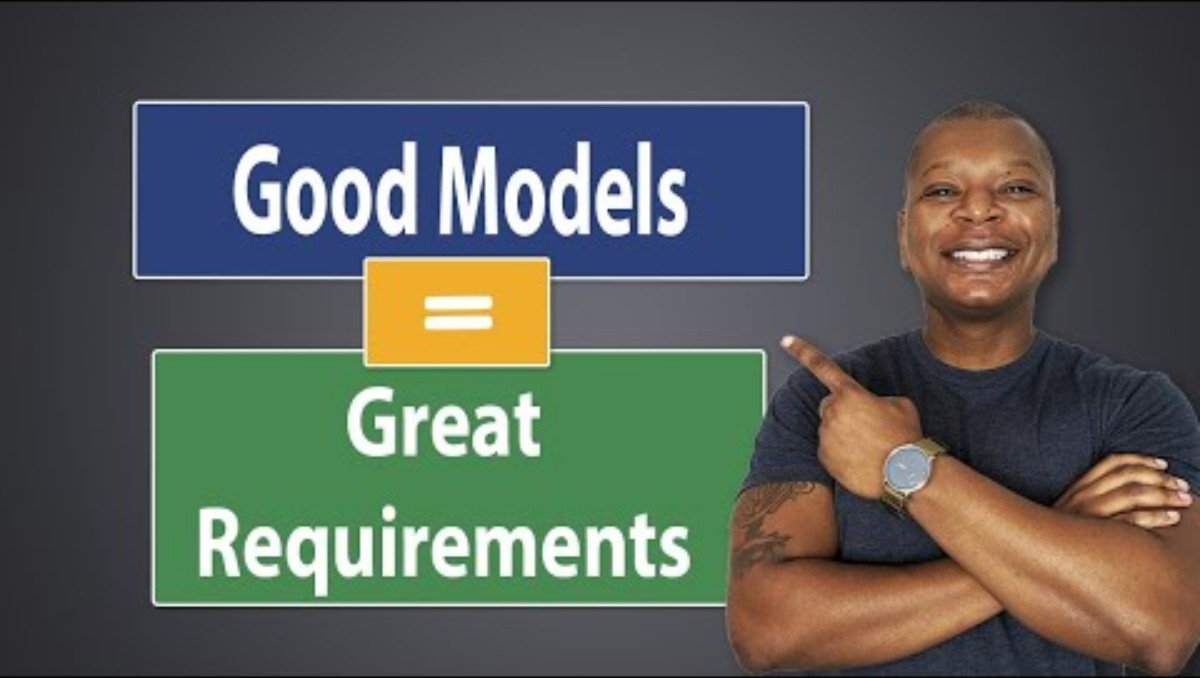 Good Models
=
Great
Requirements